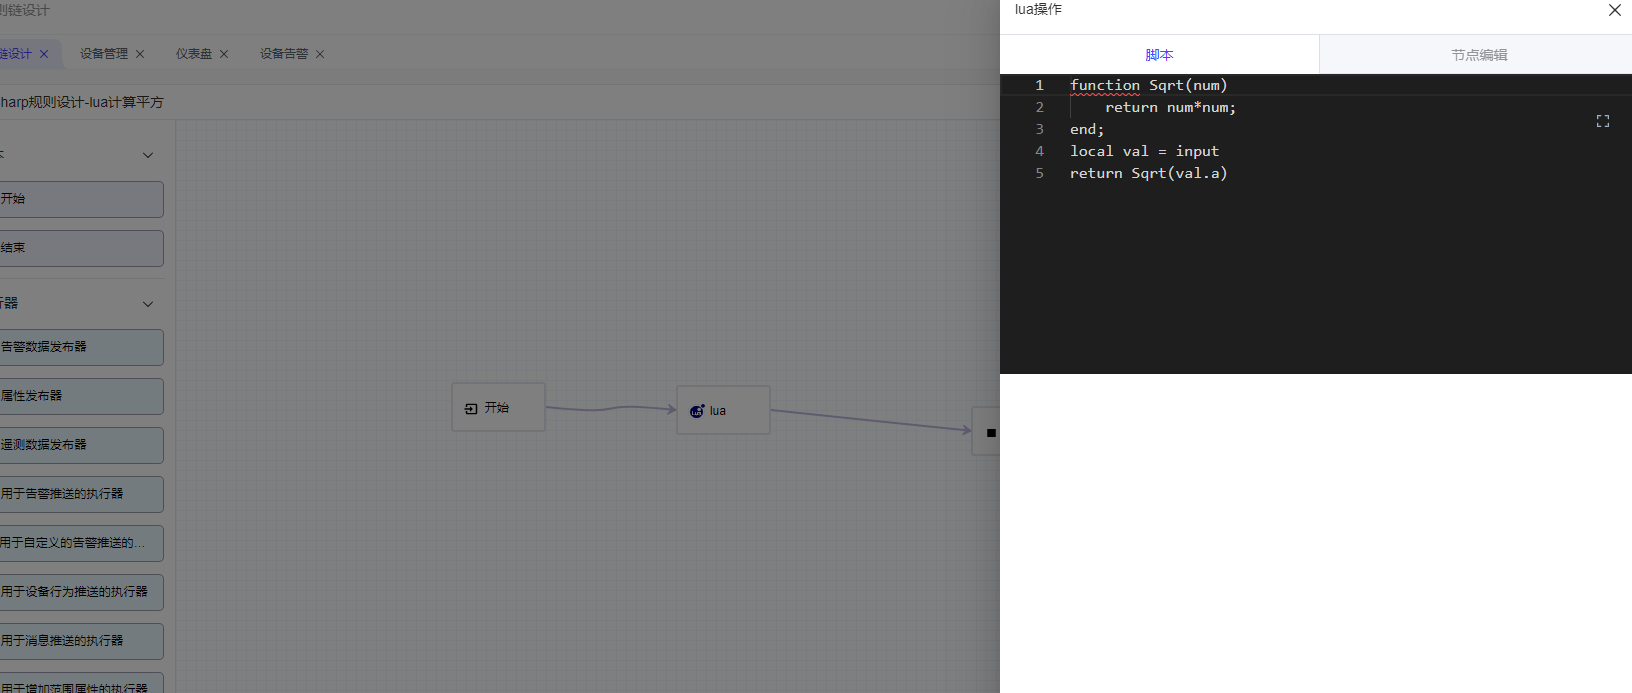 则链设计
链设计
设备管理
仪表盘
设备告警
harp规则设计-lua计算平方
开始
结束
行器
告警数据发布器
属性发布器
遥测数据发布器
用于告警推送的执行器
用于自定义的告警推送的...
用于设备行为推送的执行器
用于消息推送的执行器
用于增加范围属性的执行器
开始
lua
lua操作
脚本
节点编辑
1 function Sqrt(num)
2 return num*num;
3 end;
4 local val = input
5 return Sqrt(val.a)